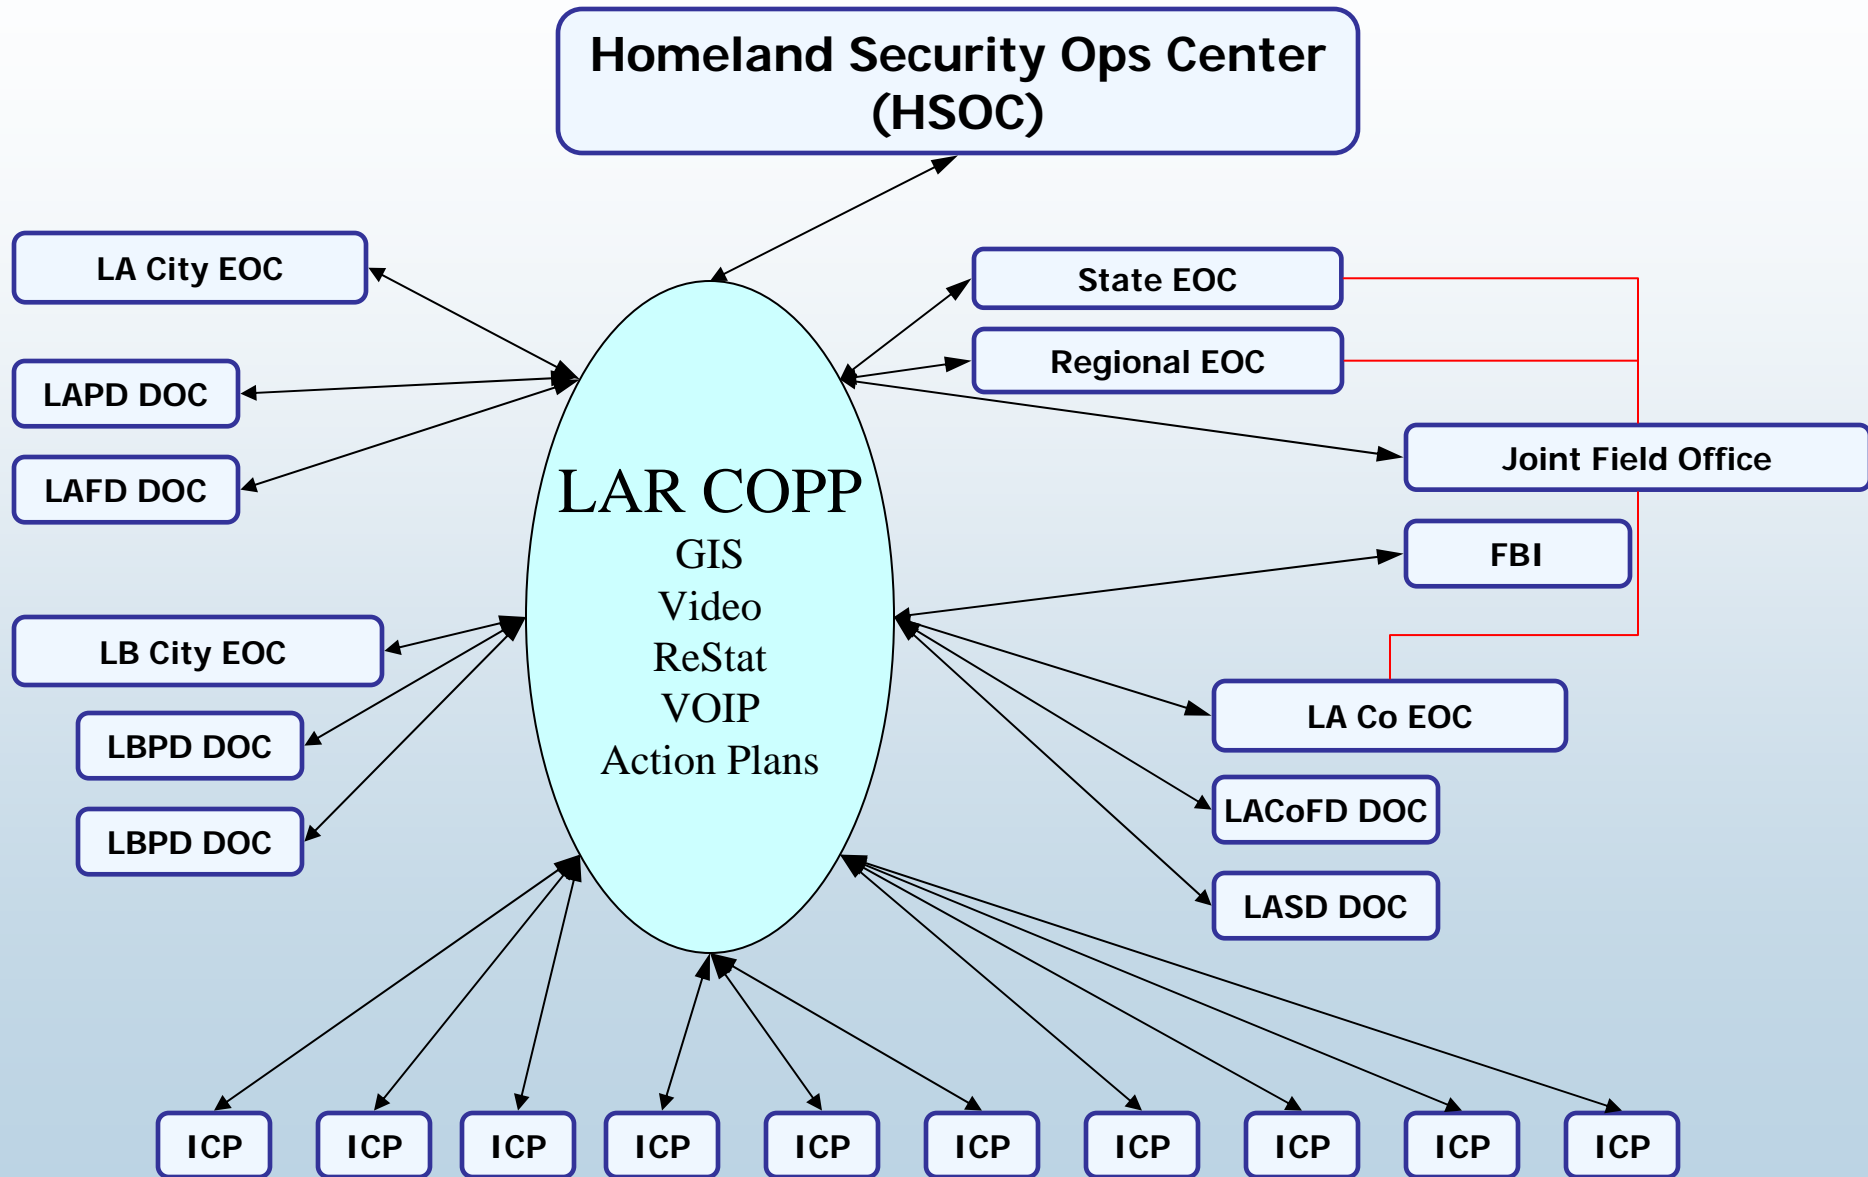 Homeland Security Ops Center
(HSOC)
LA City EOC
State EOC
Regional EOC
LAPD DOC
LAFD DOC
Joint Field Office
FBI
LAR COPP
GIS
Video
ReStat
VOIP
Action Plans
LB City EOC
LBPD DOC
LBPD DOC
LA Co EOC
LACoFD DOC
LASD DOC
ICP
ICP
ICP
ICP
ICP
ICP
ICP
ICP
ICP
ICP